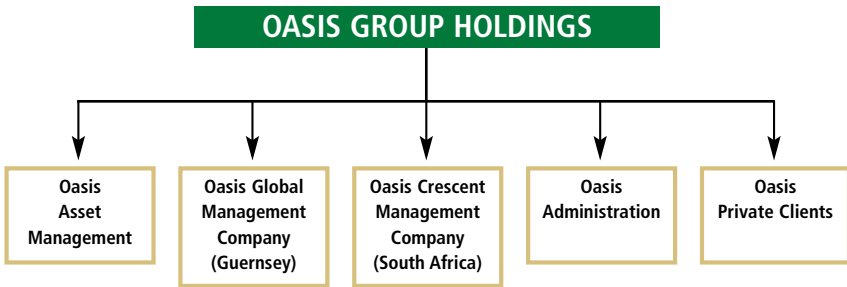 OASIS GROUP HOLDINGS
Oasis
Asset
Management
Oasis Global
Management
Company
(Guernsey)
Oasis Crescent
Management
Company
(South Africa)
Oasis
Administration
Oasis
Private Clients